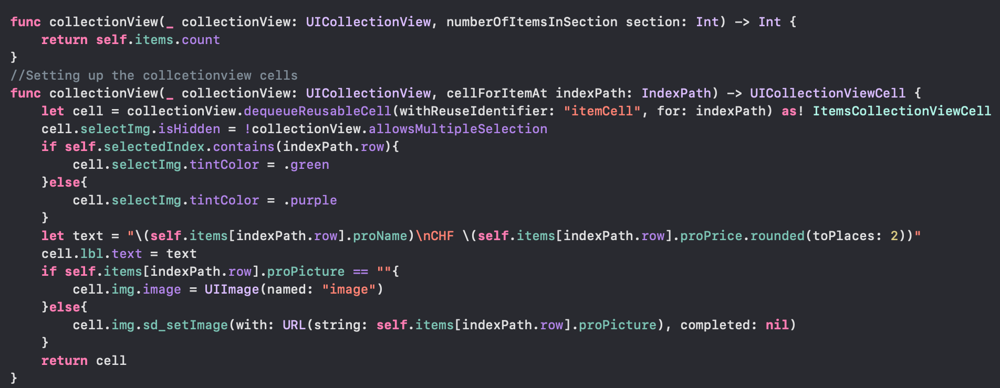 func collectionView(_ collectionView: UICollectionView, numberOfItemsInSection section: Int) -> Int {
    return self.items.count
}
//Setting up the collcetionview cells
func collectionView(_ collectionView: UICollectionView, cellForItemAt indexPath: IndexPath) -> UICollectionViewCell {
    let cell = collectionView.dequeueReusableCell(withReuseIdentifier: "itemCell", for: indexPath) as! ItemsCollectionViewCell
    cell.selectImg.isHidden = !collectionView.allowsMultipleSelection
    if self.selectedIndex.contains(indexPath.row){
        cell.selectImg.tintColor = .green
    }else{
        cell.selectImg.tintColor = .purple
    }
    let text = "\(self.items[indexPath.row].proName)\nCHF \(self.items[indexPath.row].proPrice.rounded(toPlaces: 2))"
    cell.lbl.text = text
    if self.items[indexPath.row].proPicture == ""{
        cell.img.image = UIImage(named: "image")
    }else{
        cell.img.sd_setImage(with: URL(string: self.items[indexPath.row].proPicture), completed: nil)
    }
    return cell
}